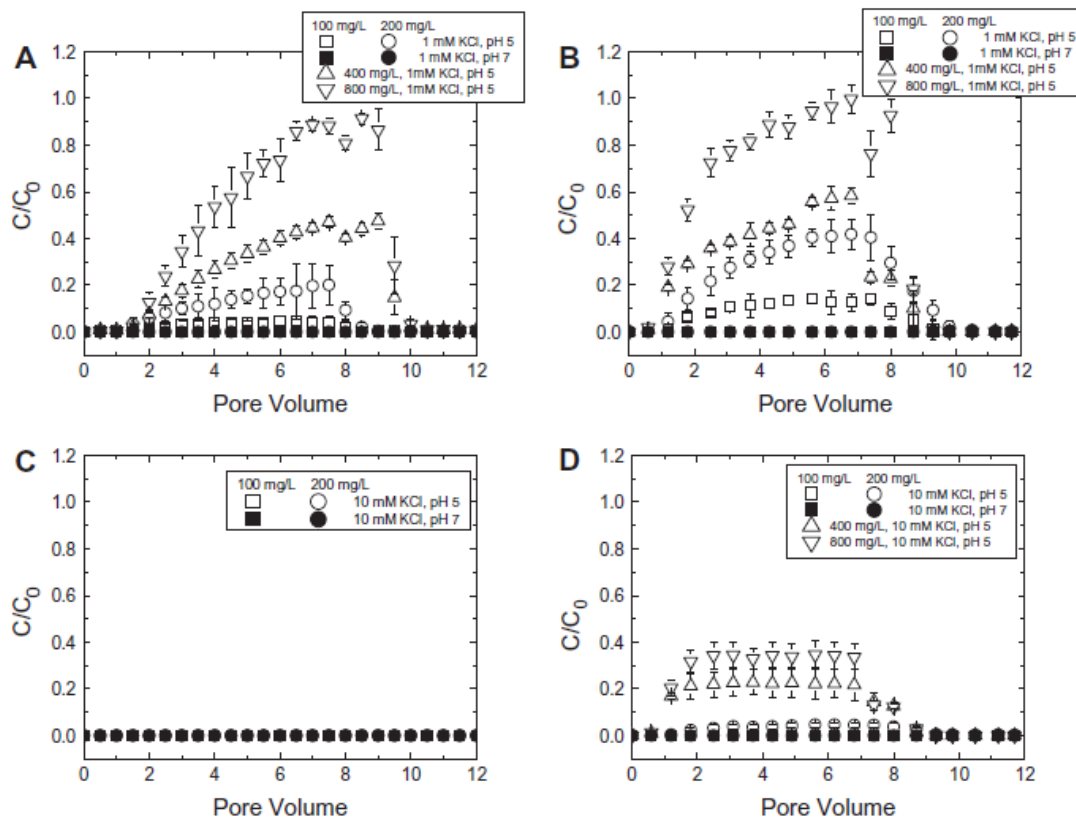 A
100 mg/L 200 mg/L
1 mM KCl, pH 5
1 mM KCl, pH 7
400 mg/L, 1mM KCl, pH 5
800 mg/L, 1mM KCl, pH 5
1.2
1.0
0.8
0.6
0.4
0.2
0.0
C/C0
0 2 4 6 8 10 12
Pore Volume
B
100 mg/L 200 mg/L
1 mM KCl, pH 5
1 mM KCl, pH 7
400 mg/L, 1mM KCl, pH 5
800 mg/L, 1mM KCl, pH 5
1.2
1.0
0.8
0.6
0.4
0.2
0.0
C/C0
0 2 4 6 8 10 12
Pore Volume
C
100 mg/L 200 mg/L
10 mM KCl, pH 5
10 mM KCl, pH 7
1.2
1.0
0.8
0.6
0.4
0.2
0.0
C/C0
0 2 4 6 8 10 12
Pore Volume
D
100 mg/L 200 mg/L
10 mM KCl, pH 5
10 mM KCl, pH 7
400 mg/L, 10 mM KCl, pH 5
800 mg/L, 10 mM KCl, pH 5
1.2
1.0
0.8
0.6
0.4
0.2
0.0
C/C0
0 2 4 6 8 10 12
Pore Volume